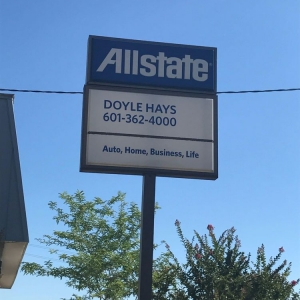 Allstate
DOYLE HAYS
601-362-4000
Auto, Home, Business, Life